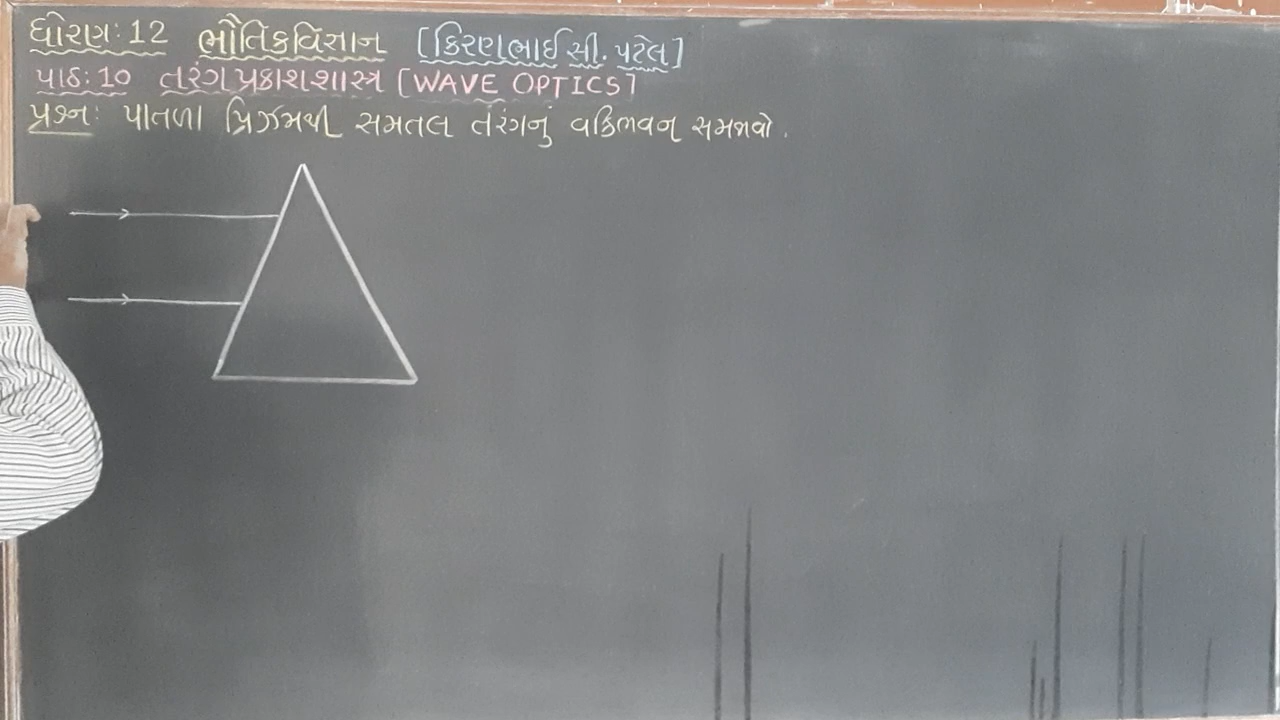 ધોરણ: 12 ભૌતિકવિજ્ઞાન [કિરણભાઈ સી. પટેલ]
પાઠ: 10 તરંગપ્રકાશશાસ્ત્ર [WAVE OPTICS]
પ્રશ્ન: પાતળા પ્રિઝમથી સમતલ તરંગનું વક્રિભવન સમજાવો.